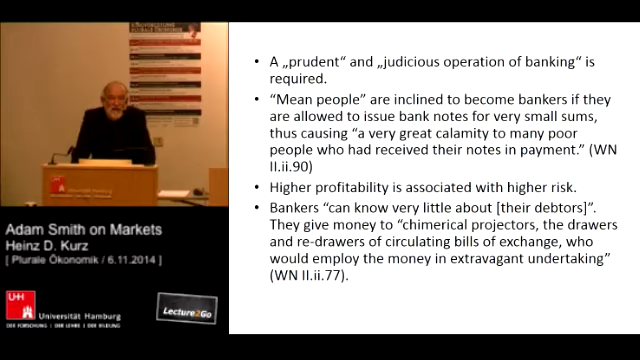 • A „prudent“ and „judicious operation of banking“ is
required.
• “Mean people” are inclined to become bankers if they
are allowed to issue bank notes for very small sums,
thus causing “a very great calamity to many poor
people who had received their notes in payment.” (WN
II.ii.90)
• Higher profitability is associated with higher risk.
• Bankers “can know very little about [their debtors]”.
They give money to “chimerical projectors, the drawers
and re-drawers of circulating bills of exchange, who
would employ the money in extravagant undertaking”
(WN II.ii.77).
Universität Hamburg
Adam Smith on Markets
Heinz D. Kurz
[ Plurale Ökonomik / 6.11.2014 ]
UH
Universität Hamburg
DER FORSCHUNG | DER LEHRE | DER BILDUNG
Lecture2Go